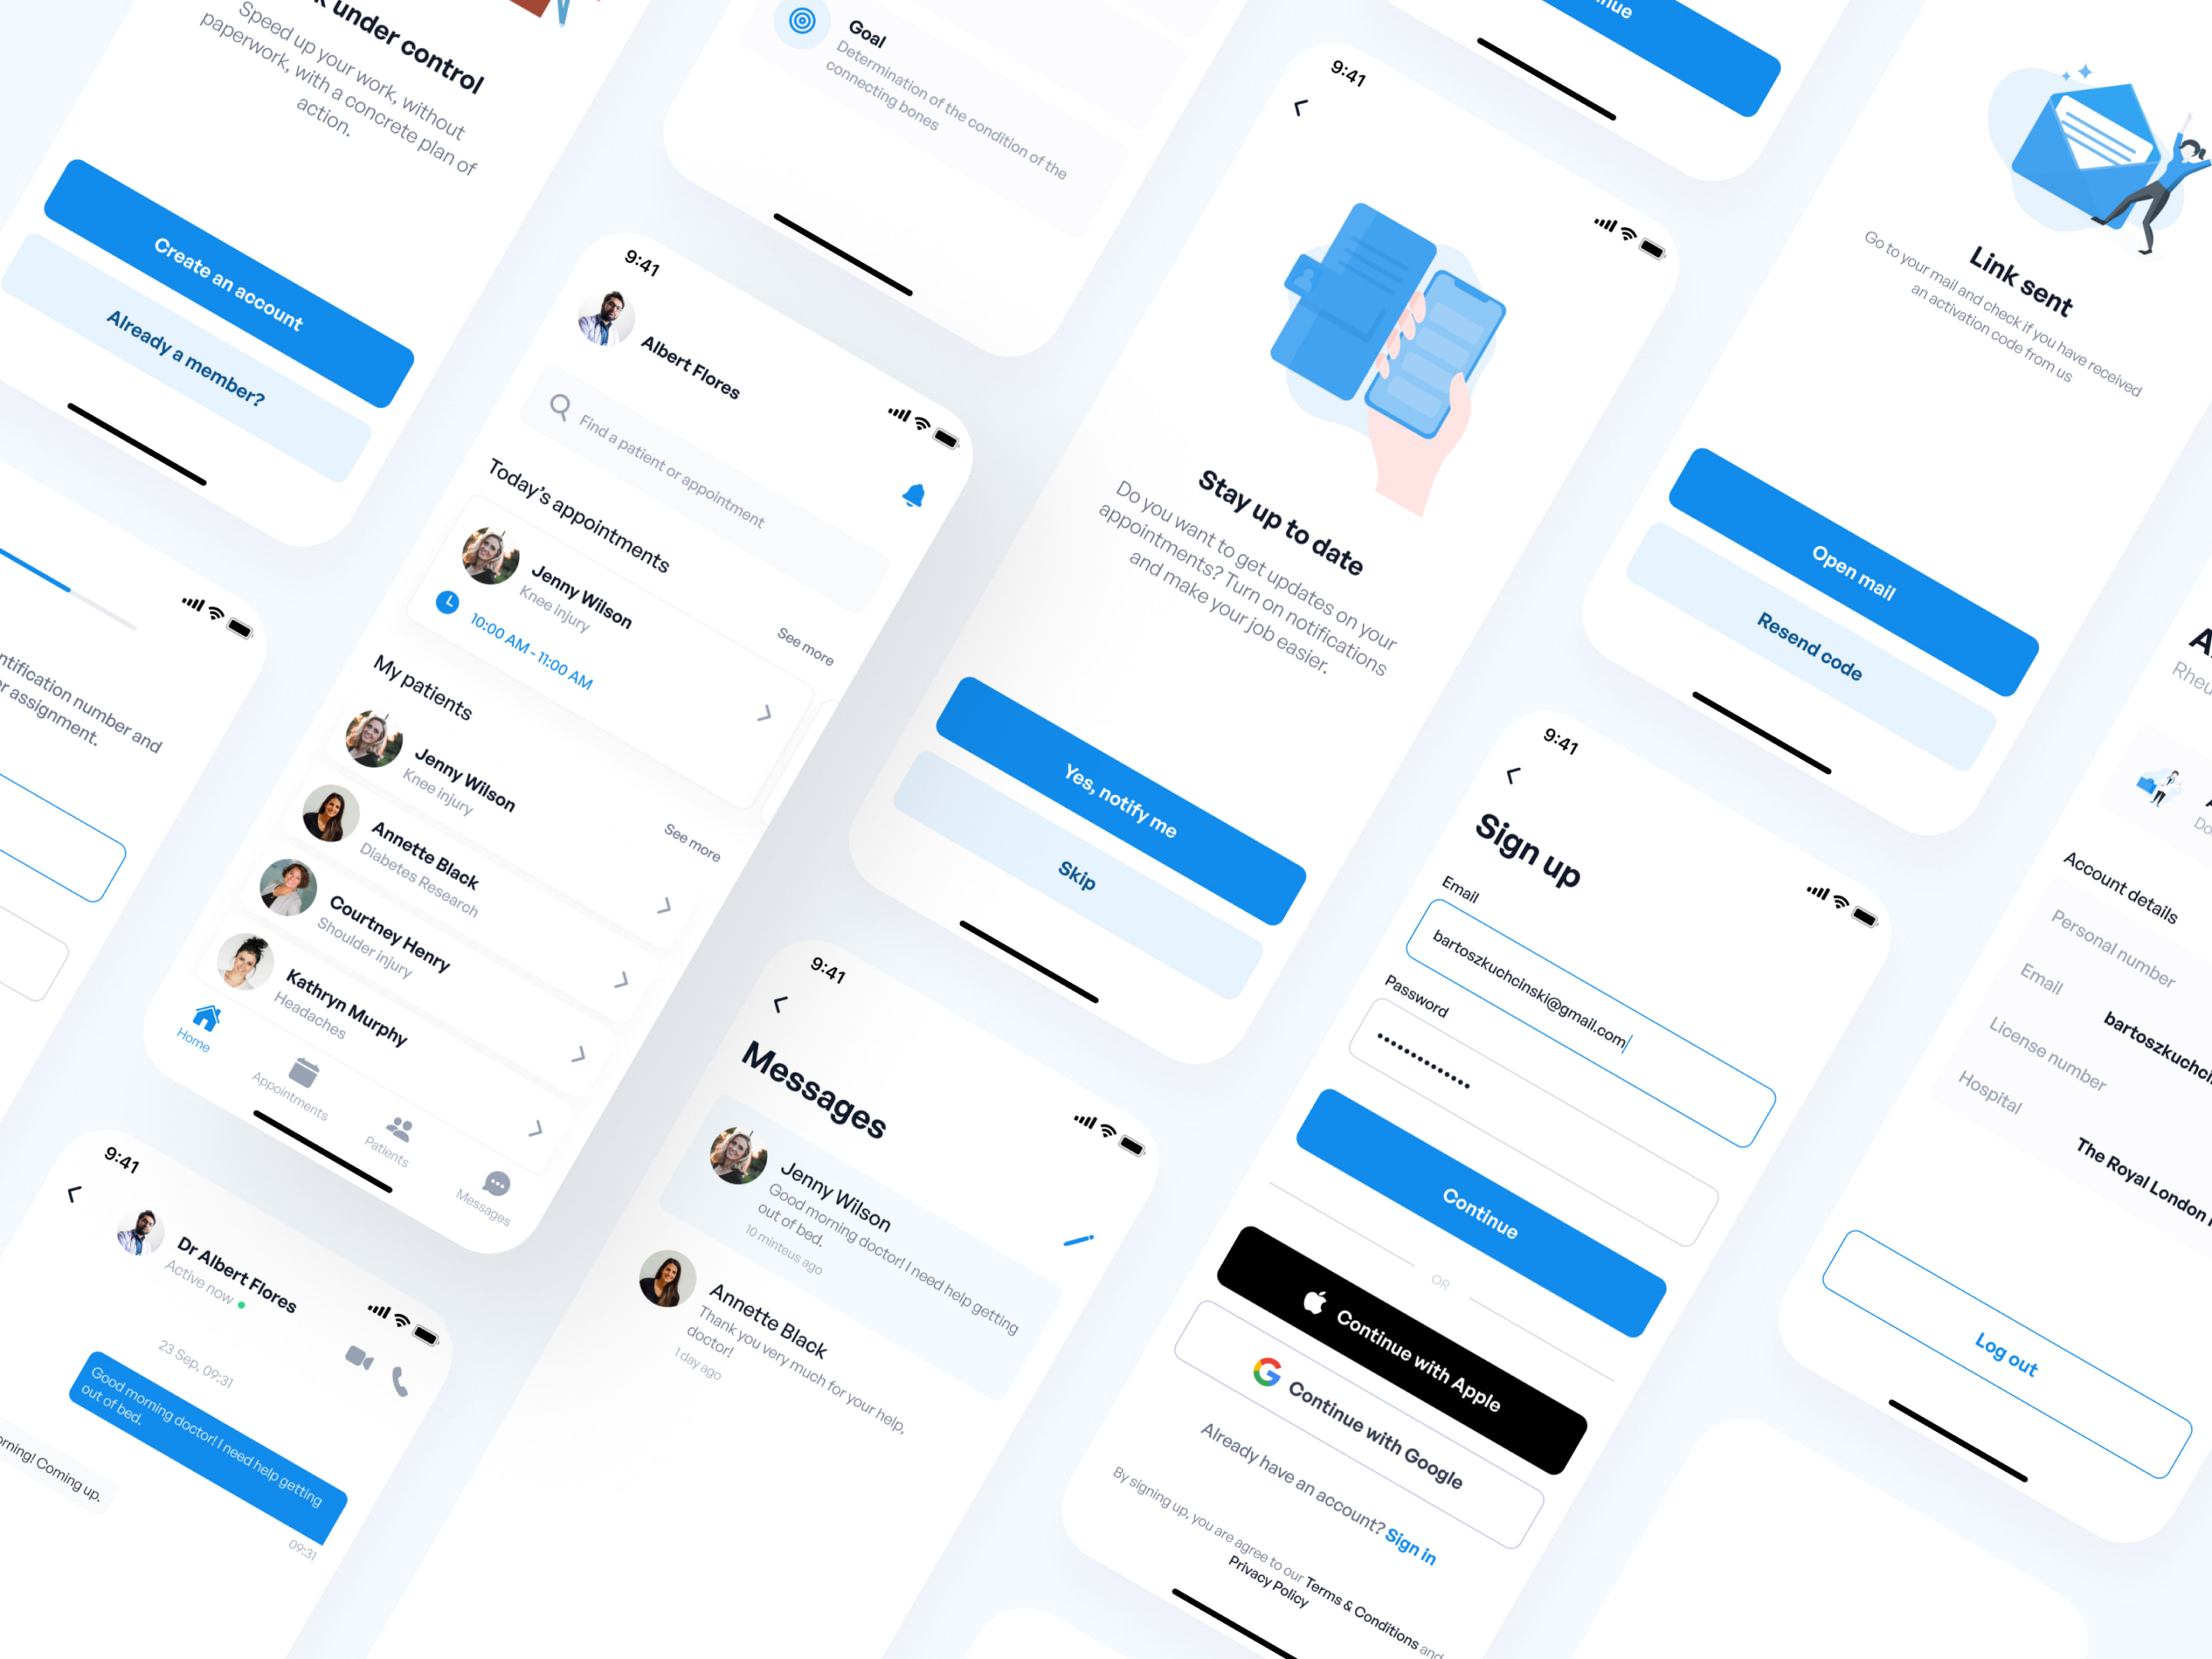 under control
Speed up your work, without
paperwork, with a concrete plan of
action.
Create an account
Already a member?
Goal
Determination of the condition of the
connecting bones
9:41
Albert Flores
Find a patient or appointment
Today's appointments
See more
Jenny Wilson
Knee injury
10:00 AM - 11:00 AM
My patients
See more
Jenny Wilson
Knee injury
Annette Black
Diabetes Research
Courtney Henry
Shoulder injury
Kathryn Murphy
Headaches
Home
Appointments
Patients
Messages
number and
assignment.
9:41
Dr Albert Flores
Active now
23 Sep, 09:31
Good morning doctor! I need help getting
out of bed.
09:31
Coming up.
9:41
Stay up to date
Do you want to get updates on your
appointments? Turn on notifications
and make your job easier.
Yes, notify me
Skip
9:41
Messages
Jenny Wilson
Good morning doctor! I need help getting
out of bed.
10 minteus ago
Annette Black
Thank you very much for your help,
doctor!
1 day ago
Link sent
Go to your mail and check if you have received
an activation code from us
Open mail
Resend code
9:41
Sign up
Email
bartoszkuchcinski@gmail.com
Password
Continue
OR
Continue with Apple
Continue with Google
Already have an account? Sign in
By signing up, you are agree to our Terms & Conditions and
Privacy Policy
Account details
Personal number
Email
bartoszkuchci
License number
Hospital
The Royal London
Log out